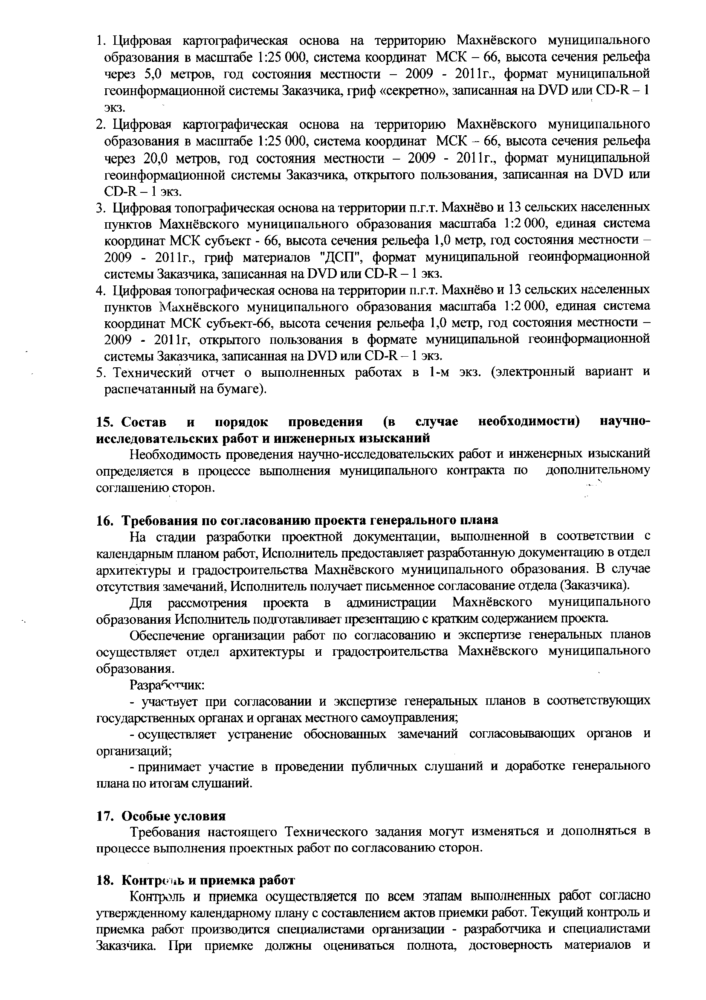 1. Цифровая картографическая основа на территорию Махнёвского муниципального
образования в масштабе 1:25 000, система координат МСК – 66, высота сечения рельефа
через 5,0 метров, год состояния местности – 2009 - 2011г., формат муниципальной
геоинформационной системы Заказчика, гриф «секретно», записанная на DVD или CD-R – 1
экз.
2. Цифровая картографическая основа на территорию Махнёвского муниципального
образования в масштабе 1:25 000, система координат МСК – 66, высота сечения рельефа
через 20,0 метров, год состояния местности – 2009 - 2011г., формат муниципальной
геоинформационной системы Заказчика, открытого пользования, записанная на DVD или
CD-R – 1 экз.
3. Цифровая топографическая основа на территории п.г.т. Махнёво и 13 сельских населенных
пунктов Махнёвского муниципального образования масштаба 1:2 000, единая система
координат МСК субъект - 66, высота сечения рельефа 1,0 метр, год состояния местности –
2009 - 2011г., гриф материалов "ДСП", формат муниципальной геоинформационной
системы Заказчика, записанная на DVD или CD-R – 1 экз.
4. Цифровая топографическая основа на территории п.г.т. Махнёво и 13 сельских населенных
пунктов Махнёвского муниципального образования масштаба 1:2 000, единая система
координат МСК субъект-66, высота сечения рельефа 1,0 метр, год состояния местности –
2009 - 2011г, открытого пользования в формате муниципальной геоинформационной
системы Заказчика, записанная на DVD или CD-R – 1 экз.
5. Технический отчет о выполненных работах в 1-м экз. (электронный вариант и
распечатанный на бумаге).
15. Состав и порядок проведения (в случае необходимости) научно-
исследовательских работ и инженерных изысканий
Необходимость проведения научно-исследовательских работ и инженерных изысканий
определяется в процессе выполнения муниципального контракта по дополнительному
соглашению сторон.
16. Требования по согласованию проекта генерального плана
На стадии разработки проектной документации, выполненной в соответствии с
календарным планом работ, Исполнитель предоставляет разработанную документацию в отдел
архитектуры и градостроительства Махнёвского муниципального образования. В случае
отсутствия замечаний, Исполнитель получает письменное согласование отдела (Заказчика).
Для рассмотрения проекта в администрации Махнёвского муниципального
образования Исполнитель подготавливает презентацию с кратким содержанием проекта.
Обеспечение организации работ по согласованию и экспертизе генеральных планов
осуществляет отдел архитектуры и градостроительства Махнёвского муниципального
образования.
Разработчик:
- участвует при согласовании и экспертизе генеральных планов в соответствующих
государственных органах и органах местного самоуправления;
- осуществляет устранение обоснованных замечаний согласовывающих органов и
организаций;
- принимает участие в проведении публичных слушаний и доработке генерального
плана по итогам слушаний.
17. Особые условия
Требования настоящего Технического задания могут изменяться и дополняться в
процессе выполнения проектных работ по согласованию сторон.
18. Контроль и приемка работ
Контроль и приемка осуществляется по всем этапам выполненных работ согласно
утвержденному календарному плану с составлением актов приемки работ. Текущий контроль и
приемка работ производится специалистами организации - разработчика и специалистами
Заказчика. При приемке должны оцениваться полнота, достоверность материалов и